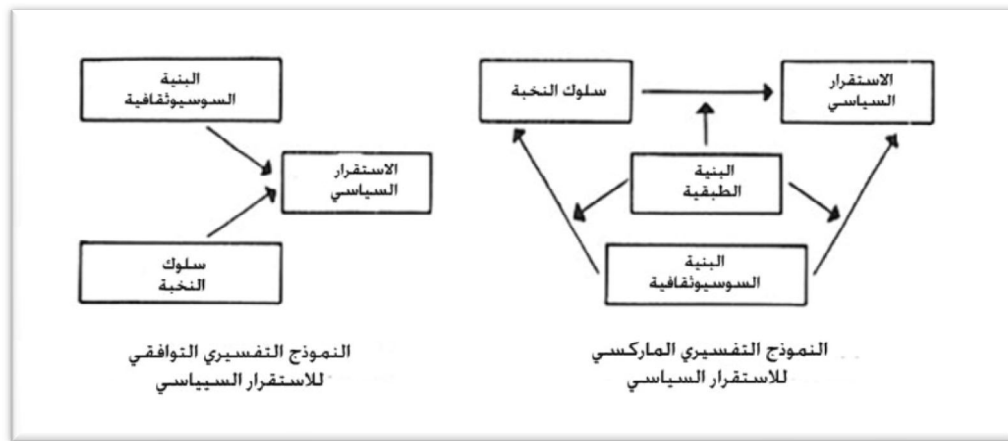 الاستقرار
السياسي
سلوك النخبة
البنية
الطبقية
البنية
السوسيوثقافية
النموذج التفسيري الماركسي
للاستقرار السياسي
البنية
السوسيوثقافية
الاستقرار
السياسي
سلوك
النخبة
النموذج التفسيري التوافقي
للاستقرار السيياسي